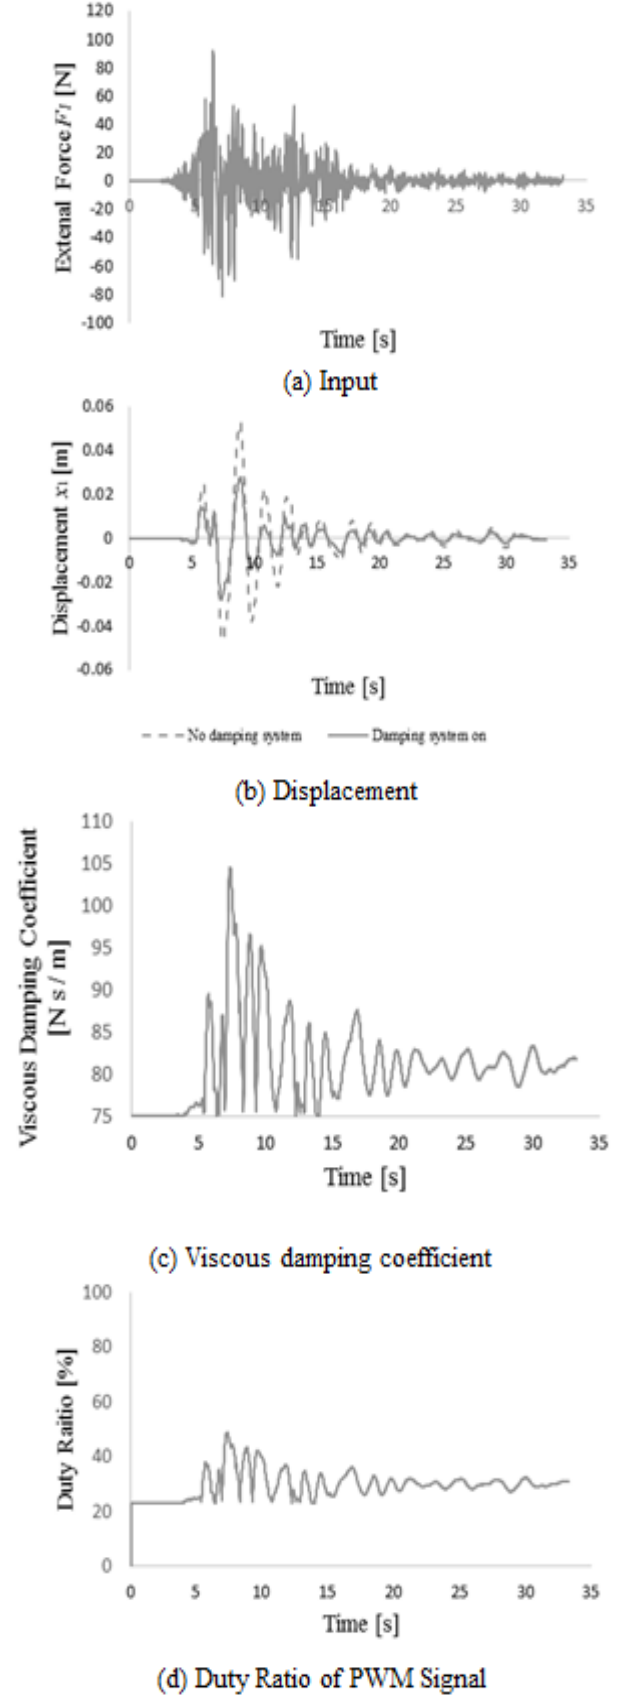 120
100
80
60
40
20
0
-20
-40
-60
-80
-100
0 5 10 15 20 25 30 35
Extenal Force F1 [N]
Time [s]
(a) Input
0.06
0.04
0.02
0
-0.02
-0.04
-0.06
0 5 10 15 20 25 30 35
Displacement x1 [m]
Time [s]
No damping system Damping system on
(b) Displacement
110
105
100
95
90
85
80
75
0 5 10 15 20 25 30 35
Viscous Damping Coefficient
[N s / m]
Time [s]
(c) Viscous damping coefficient
100
80
60
40
20
0
0 5 10 15 20 25 30 35
Duty Raitio [%]
Time [s]
(d) Duty Ratio of PWM Signal